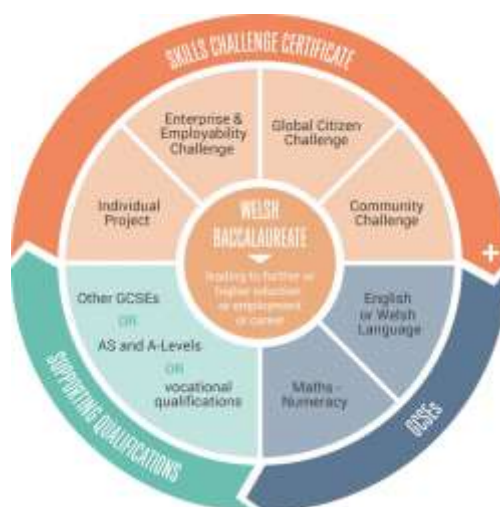 SKILLS CHALLENGE CERTIFICATE
Enterprise &
Employability
Challenge
Global Citizen
Challenge
Individual
Project
Community
Challenge
+
WELSH
BACCALAUREATE
leading to further or
higher education
or employment
or career
Other GCSEs
OR
AS and A-Levels
OR
vocational
qualifications
English
or Welsh
Language
Maths -
Numeracy
SUPPORTING QUALIFICATIONS
GCSEs